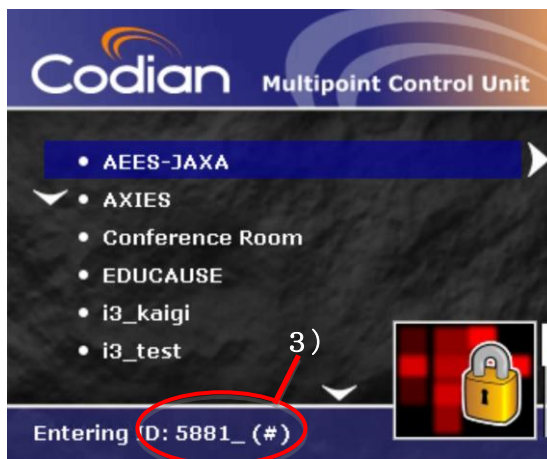 Codian
Multipoint Control Unit
• AEES-JAXA
• AXIES
• Conference Room
• EDUCAUSE
• i3_kaigi
• i3_test
3)
Entering ID: 5881_ (#)